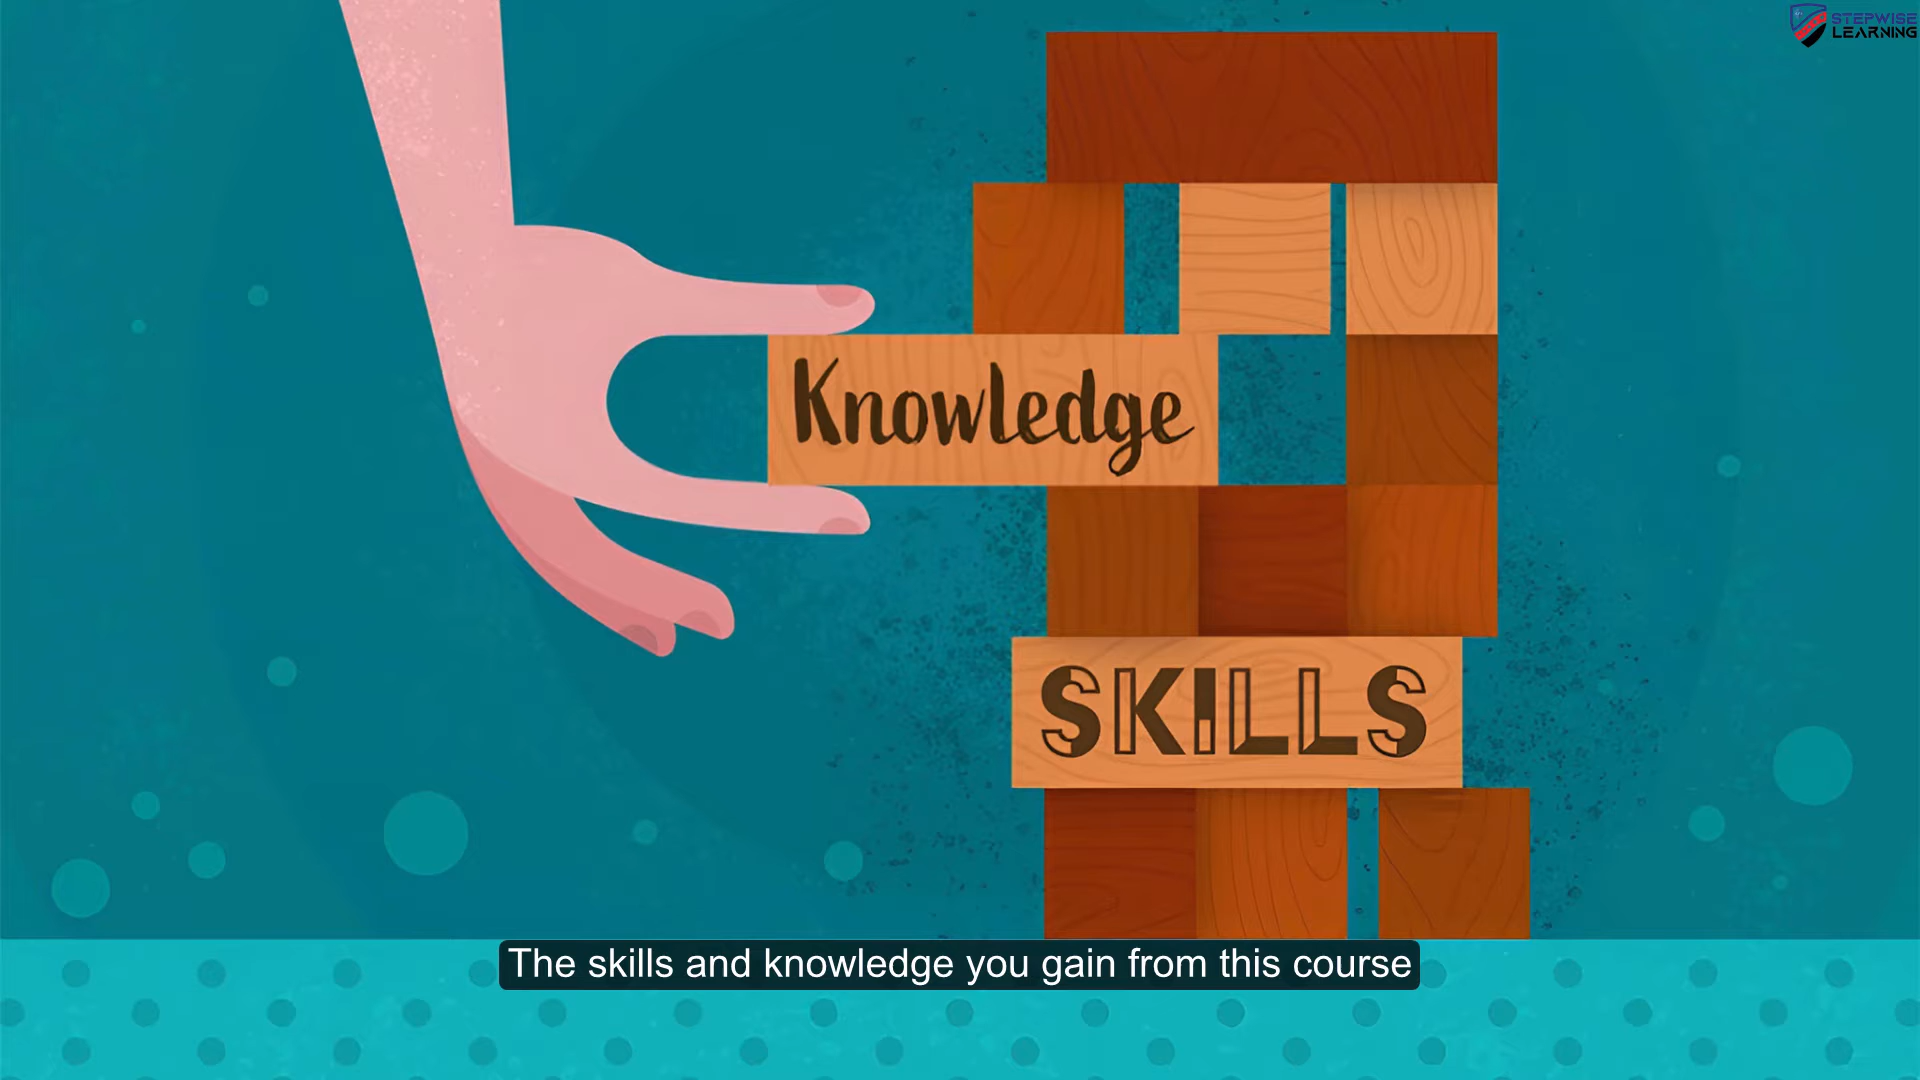 STEPWISE
LEARNING
Knowledge
SKILLS
The skills and knowledge you gain from this course